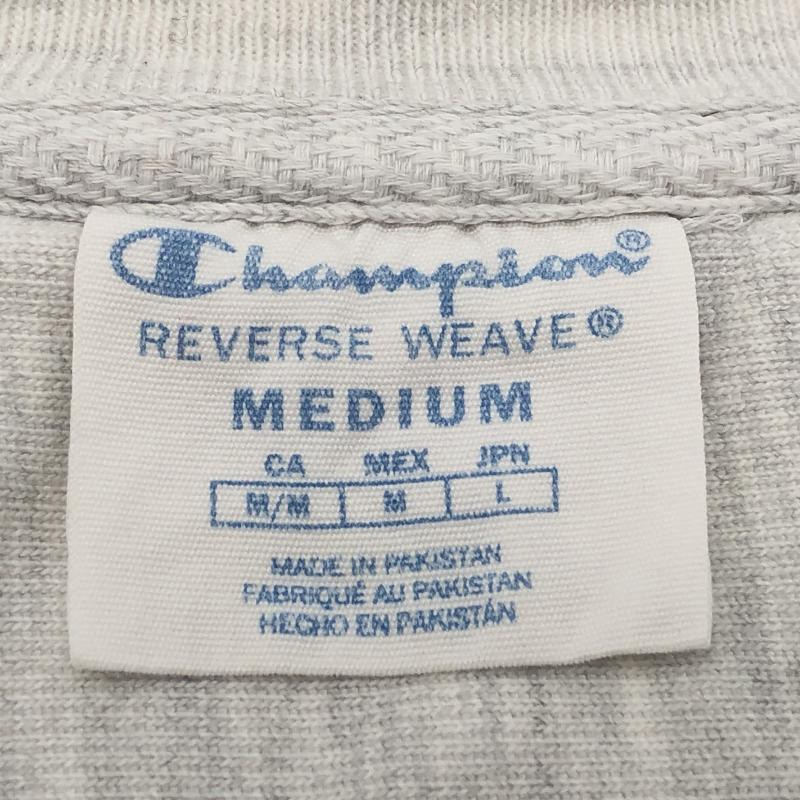 Champion®
REVERSE WEAVE®
MEDIUM
CA MEX JPN
M/M M L
MADE IN PAKISTAN
FABRIQUÉ AU PAKISTAN
HECHO EN PAKISTÁN